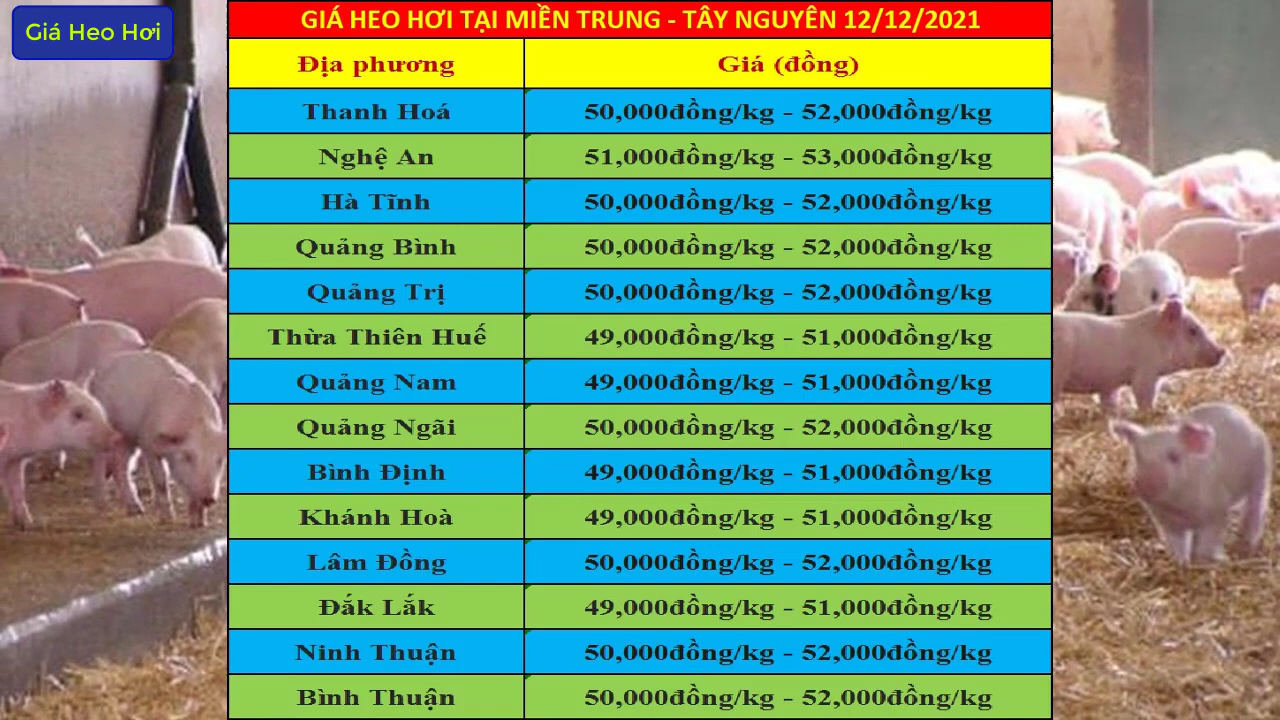 Giá Heo Hơi
GIÁ HEO HƠI TẠI MIỀN TRUNG - TÂY NGUYÊN 12/12/2021
Địa phương Giá (đồng)
Thanh Hoá 50,000đồng/kg - 52,000đồng/kg
Nghệ An 51,000đồng/kg - 53,000đồng/kg
Hà Tĩnh 50,000đồng/kg - 52,000đồng/kg
Quảng Bình 50,000đồng/kg - 52,000đồng/kg
Quảng Trị 50,000đồng/kg - 52,000đồng/kg
Thừa Thiên Huế 49,000đồng/kg - 51,000đồng/kg
Quảng Nam 49,000đồng/kg - 51,000đồng/kg
Quảng Ngãi 50,000đồng/kg - 52,000đồng/kg
Bình Định 49,000đồng/kg - 51,000đồng/kg
Khánh Hoà 49,000đồng/kg - 51,000đồng/kg
Lâm Đồng 50,000đồng/kg - 52,000đồng/kg
Đắk Lắk 49,000đồng/kg - 51,000đồng/kg
Ninh Thuận 50,000đồng/kg - 52,000đồng/kg
Bình Thuận 50,000đồng/kg - 52,000đồng/kg